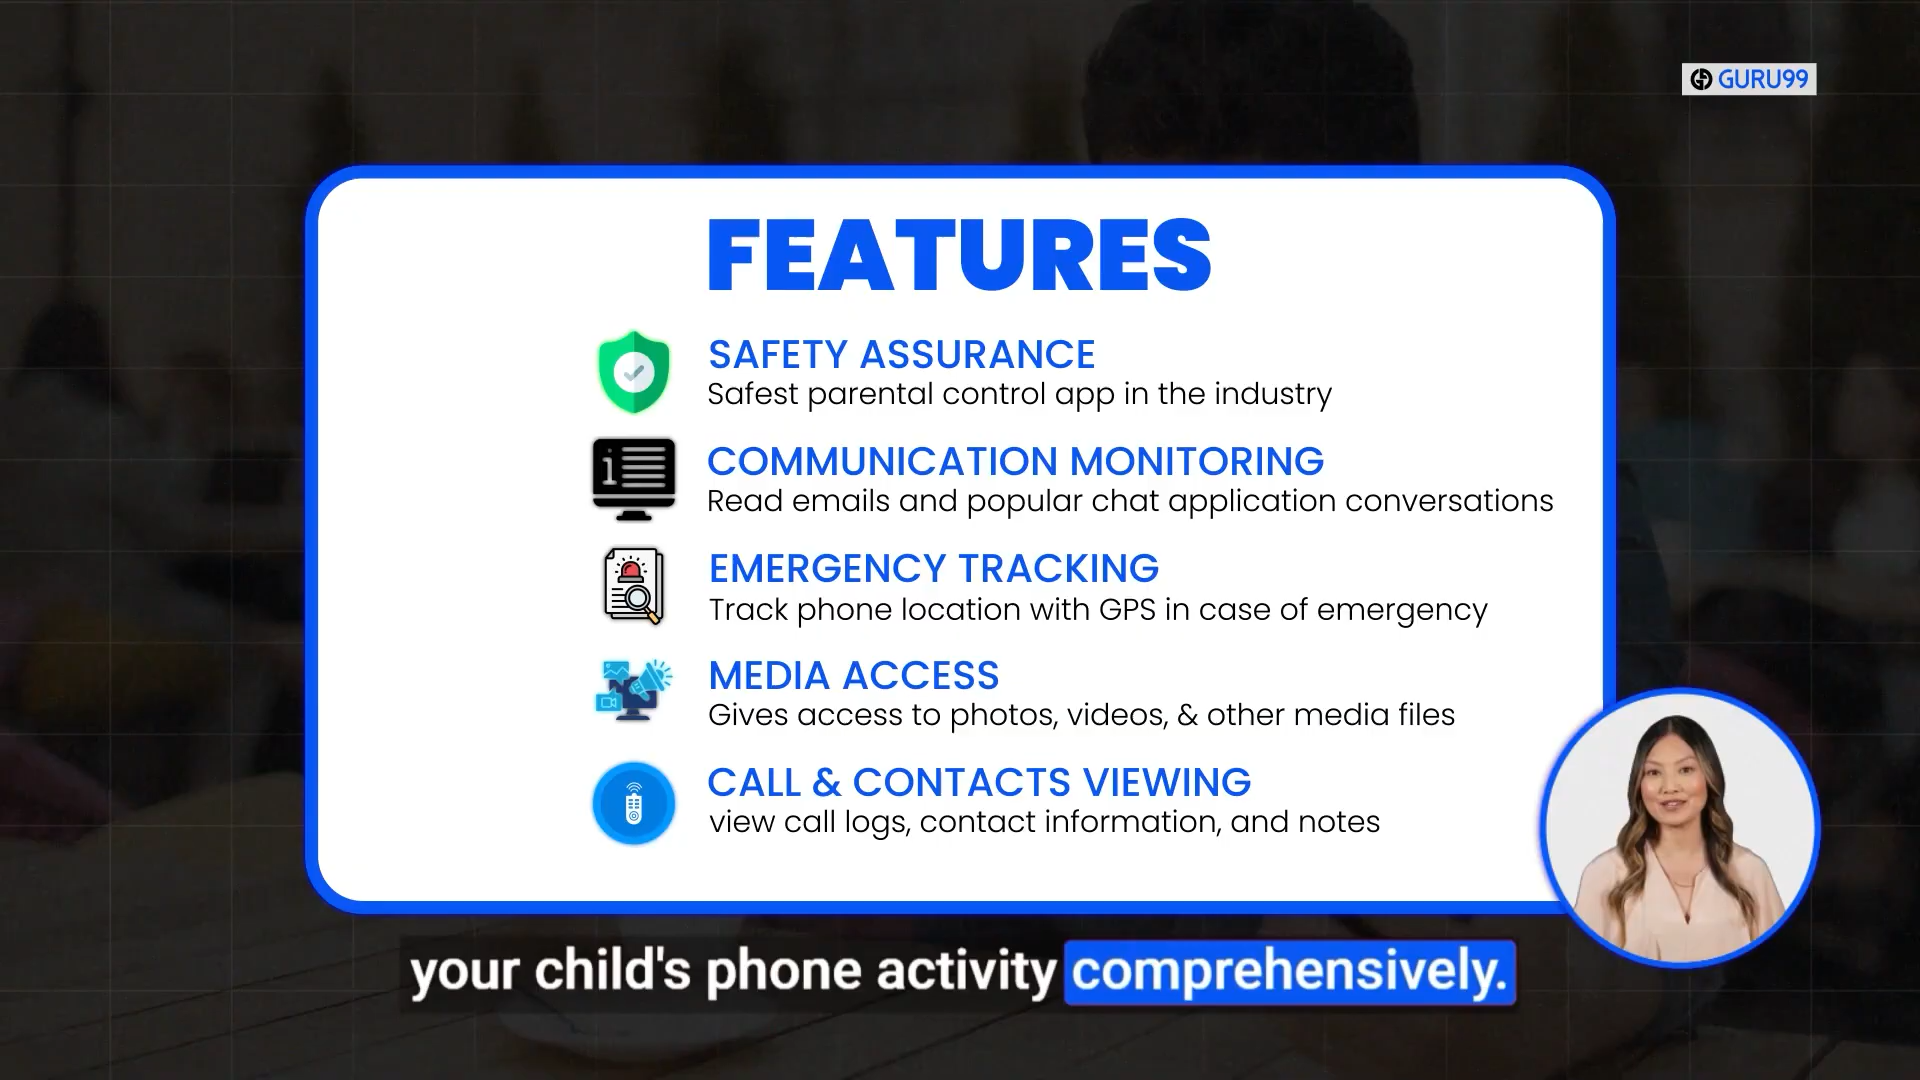 GURU99
FEATURES
SAFETY ASSURANCE
Safest parental control app in the industry
COMMUNICATION MONITORING
Read emails and popular chat application conversations
EMERGENCY TRACKING
Track phone location with GPS in case of emergency
MEDIA ACCESS
Gives access to photos, videos, & other media files
CALL & CONTACTS VIEWING
view call logs, contact information, and notes
your child's phone activity comprehensively.